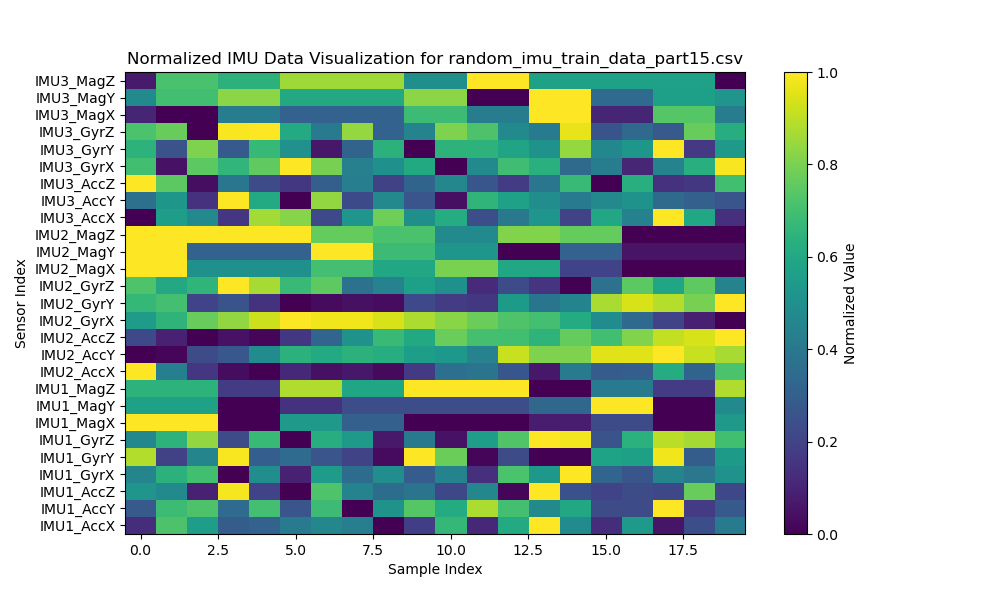 Normalized IMU Data Visualization for random_imu_train_data_part15.csv
IMU3_MagZ
IMU3_MagY
IMU3_MagX
IMU3_GyrZ
IMU3_GyrY
IMU3_GyrX
IMU3_AccZ
IMU3_AccY
IMU3_AccX
IMU2_MagZ
IMU2_MagY
IMU2_MagX
IMU2_GyrZ
IMU2_GyrY
IMU2_GyrX
IMU2_AccZ
IMU2_AccY
IMU2_AccX
IMU1_MagZ
IMU1_MagY
IMU1_MagX
IMU1_GyrZ
IMU1_GyrY
IMU1_GyrX
IMU1_AccZ
IMU1_AccY
IMU1_AccX
Sensor Index
0.0 2.5 5.0 7.5 10.0 12.5 15.0 17.5
Sample Index
1.0
0.8
0.6
0.4
0.2
0.0
Normalized Value